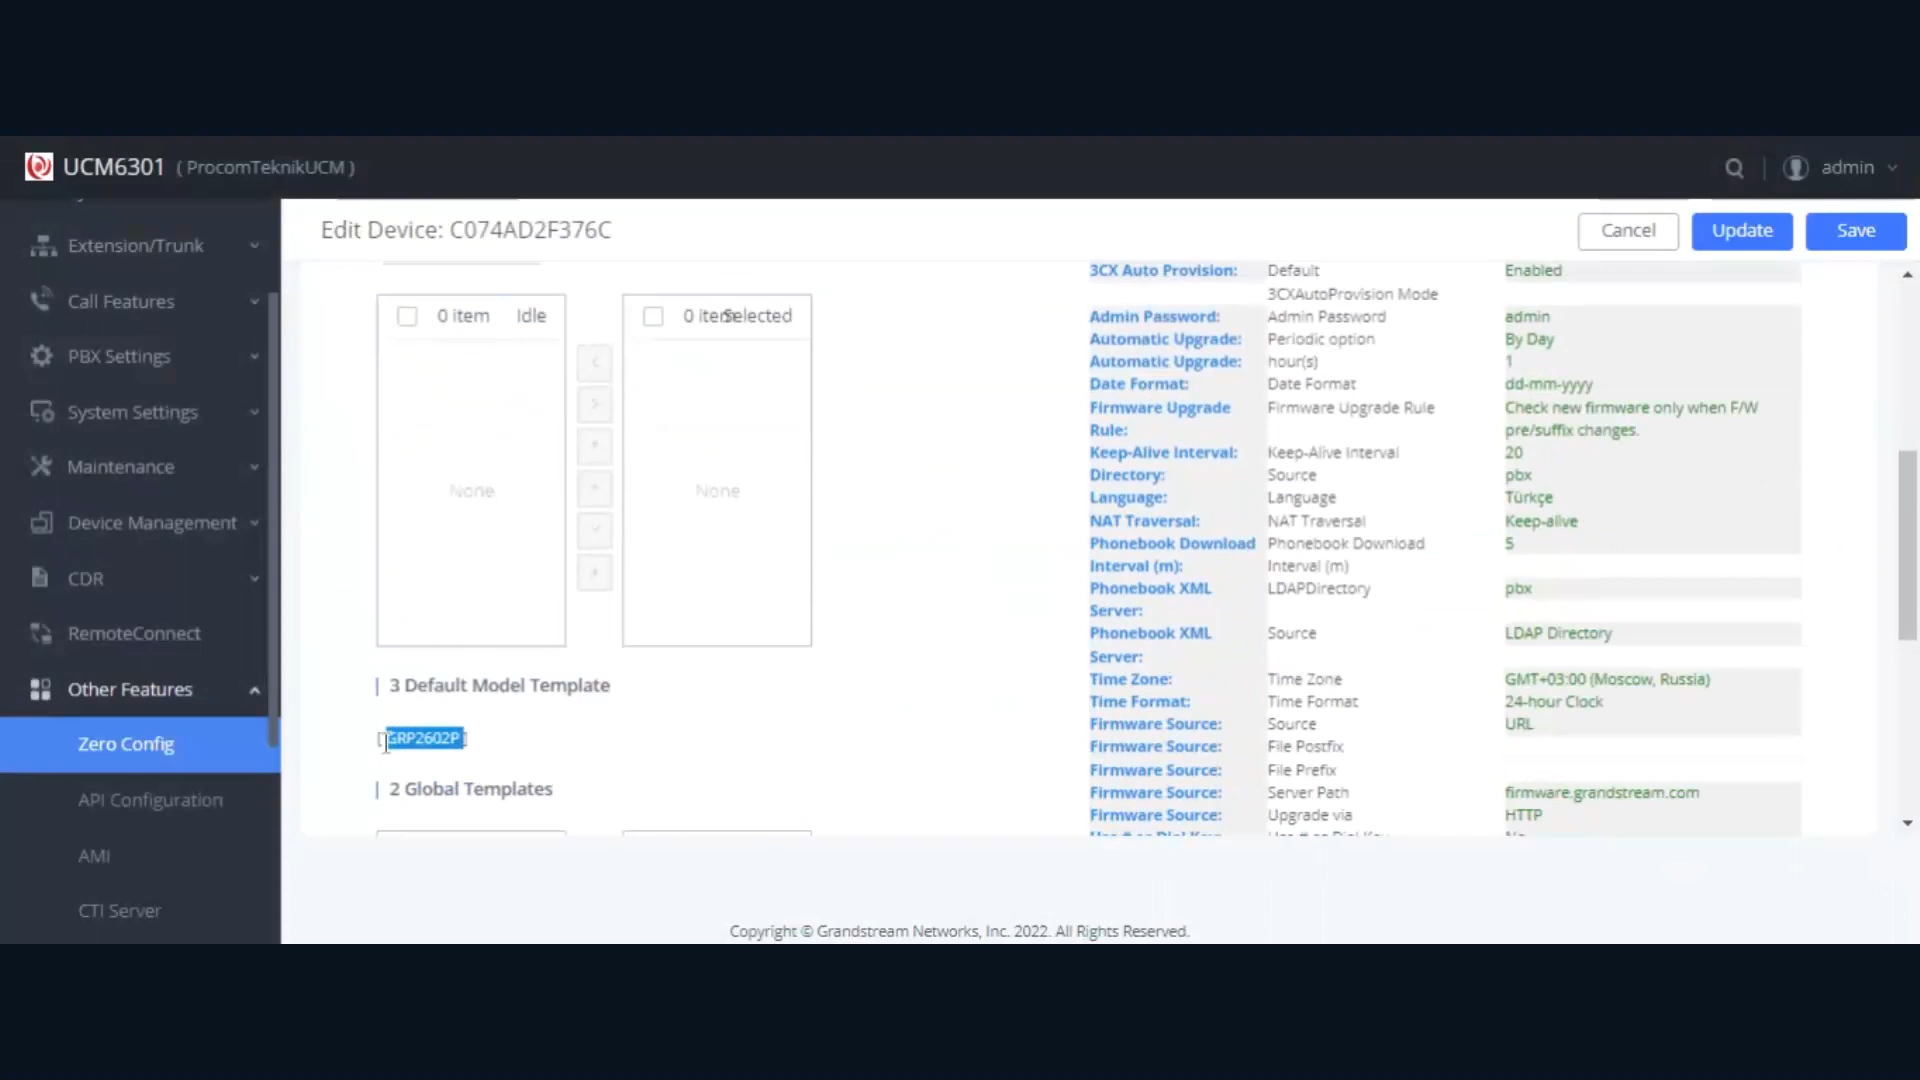 UCM6301 ( ProcomTeknikUCM )
admin
Extension/Trunk
Call Features
PBX Settings
System Settings
Maintenance
Device Management
CDR
RemoteConnect
Other Features
Zero Config
API Configuration
AMI
CTI Server
Edit Device: C074AD2F376C
Cancel
Update
Save
0 item Idle
None
0 item Selected
None
3 Default Model Template
[GRP2602P]
2 Global Templates
3CX Auto Provision: Default Enabled
3CXAutoProvision Mode
Admin Password: Admin Password admin
Automatic Upgrade: Periodic option By Day
Automatic Upgrade: hour(s) 1
Date Format: Date Format dd-mm-yyyy
Firmware Upgrade Firmware Upgrade Rule Check new firmware only when F/W
Rule: pre/suffix changes.
Keep-Alive Interval: Keep-Alive Interval 20
Directory: Source pbx
Language: Language Türkçe
NAT Traversal: NAT Traversal Keep-alive
Phonebook Download Phonebook Download 5
Interval (m): Interval (m)
Phonebook XML LDAPDirectory pbx
Server:
Phonebook XML Source LDAP Directory
Server:
Time Zone: Time Zone GMT+03:00 (Moscow, Russia)
Time Format: Time Format 24-hour Clock
Firmware Source: Source URL
Firmware Source: File Postfix
Firmware Source: File Prefix
Firmware Source: Server Path firmware.grandstream.com
Firmware Source: Upgrade via HTTP
Copyright © Grandstream Networks, Inc. 2022. All Rights Reserved.